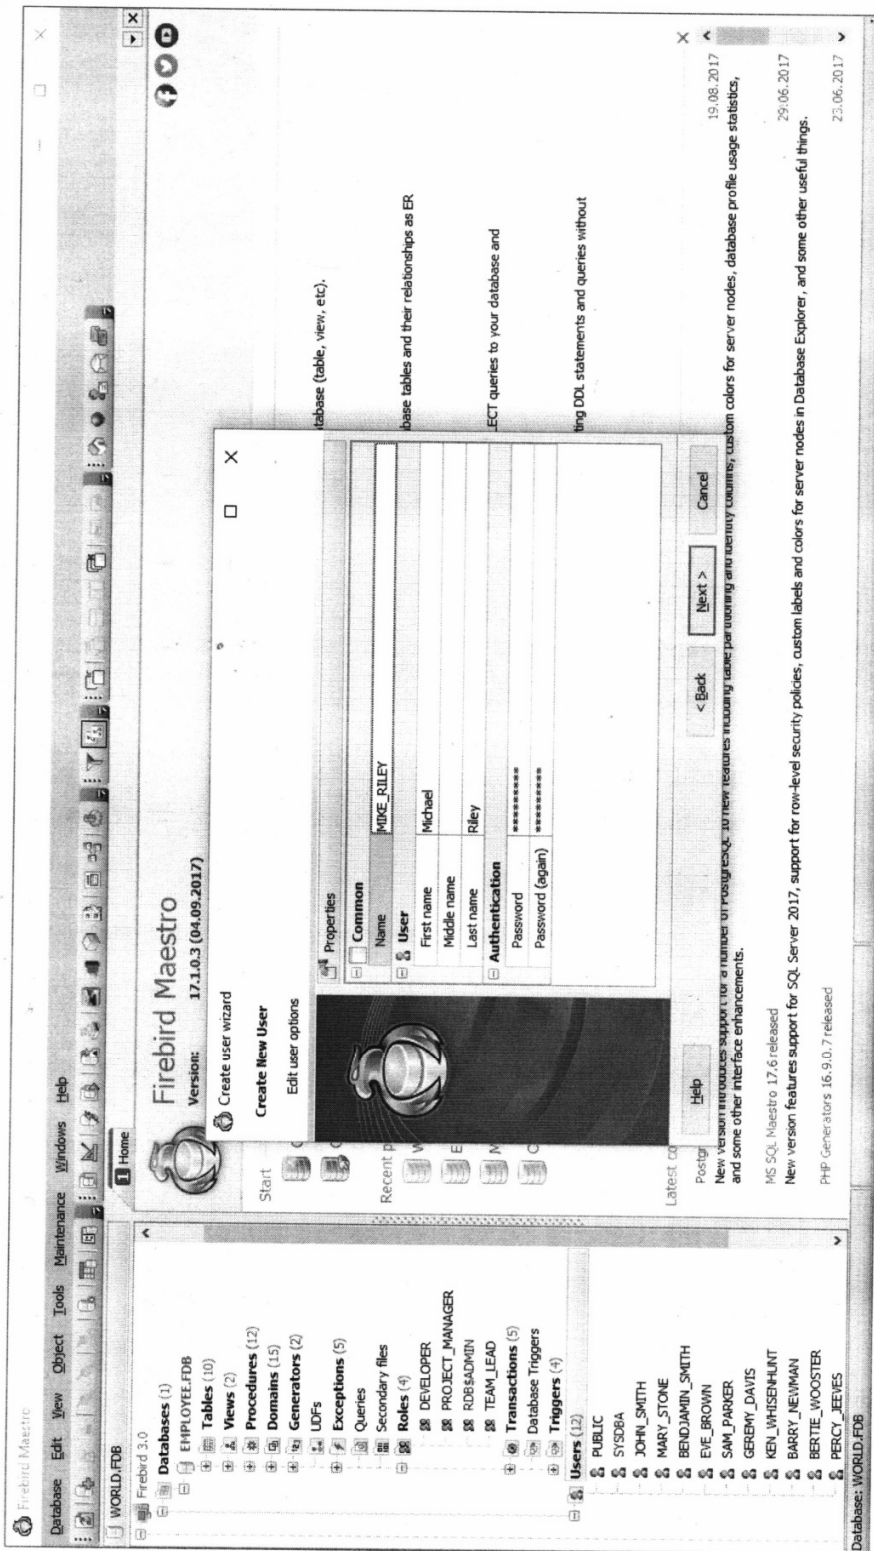 Firebird Maestro
Database Edit View Object Tools Maintenance Windows Help
WORLD.FDB
1 Home
Firebird 3.0
Databases (1)
EMPLOYEE.FDB
Tables (10)
Views (2)
Procedures (12)
Domains (15)
Generators (2)
UDFs
Exceptions (5)
Queries
Secondary files
Roles (4)
DEVELOPER
PROJECT_MANAGER
RDB$ADMIN
TEAM_LEAD
Transactions (5)
Database Triggers
Triggers (4)
Users (12)
PUBLIC
SYSDBA
JOHN_SMITH
MARY_STONE
BENDJAMIN_SMITH
EVE_BROWN
SAM_PARKER
GEREMY_DAVIS
KEN_WHISENHUNT
BARRY_NEWMAN
BERTIE_WOOSTER
PERCY_JEEVES
Database: WORLD.FDB
Firebird Maestro
Version: 17.1.0.3 (04.09.2017)
Start
Recent p
Latest co
tabase (table, view, etc).
base tables and their relationships as ER
ECT queries to your database and
ting DDL statements and queries without
Create user wizard
Create New User
Edit user options
Properties
Common
Name MIKE_RILEY
User
First name Michael
Middle name
Last name Riley
Authentication
Password *********
Password (again) *********
Help
< Back
Next >
Cancel
Postgr
19.08.2017
New version introduces support for a number of PostgreSQL 10 new features including table partitioning and identity columns, custom colors for server nodes, database profile usage statistics,
and some other interface enhancements.
MS SQL Maestro 17.6 released 29.06.2017
New version features support for SQL Server 2017, support for row-level security policies, custom labels and colors for server nodes in Database Explorer, and some other useful things.
PHP Generators 16.9.0.7 released 23.06.2017